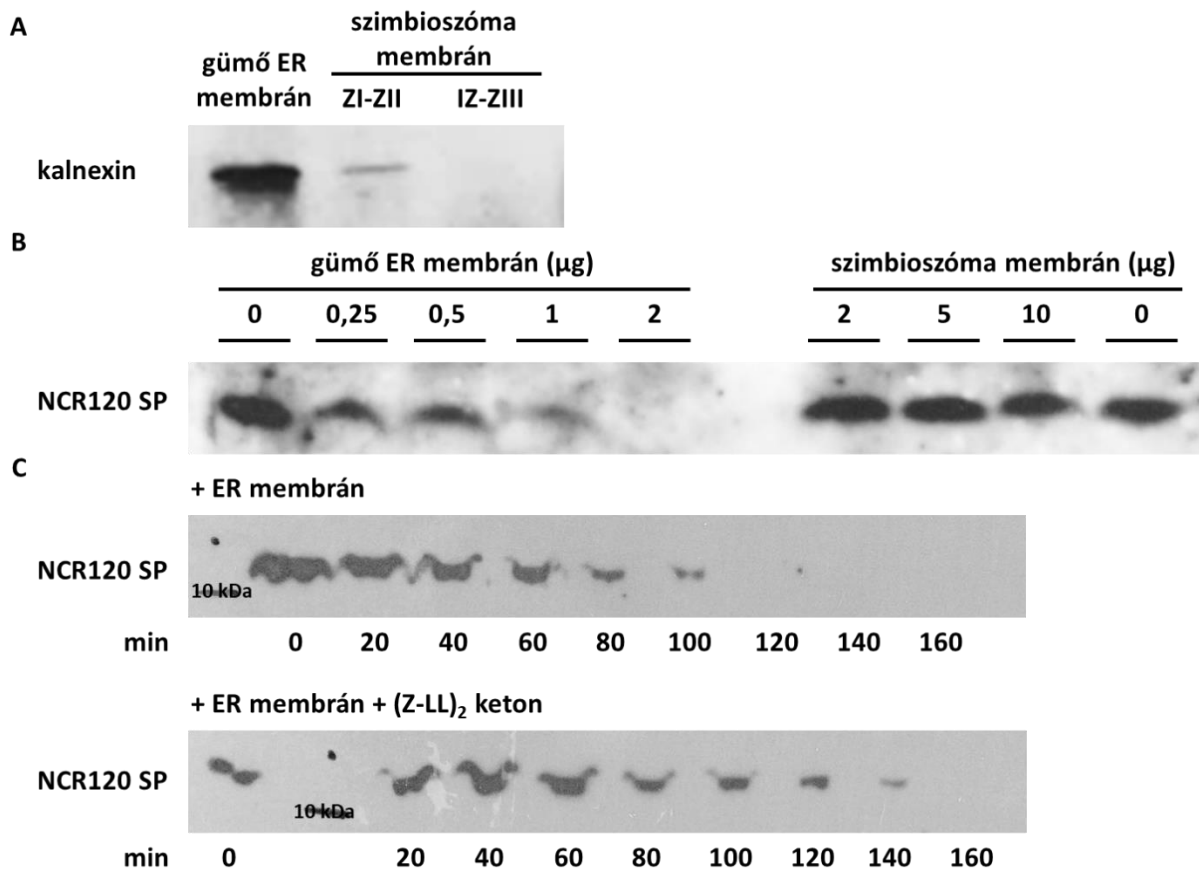 A
szimbioszóma
membrán
gümő ER
membrán
ZI-ZII IZ-ZIII
kalnexin
B
gümő ER membrán (µg) szimbioszóma membrán (µg)
0 0,25 0,5 1 2 2 5 10 0
NCR120 SP
C
+ ER membrán
NCR120 SP
10 kDa
min 0 20 40 60 80 100 120 140 160
+ ER membrán + (Z-LL)₂ keton
NCR120 SP
10 kDa
min 0 20 40 60 80 100 120 140 160